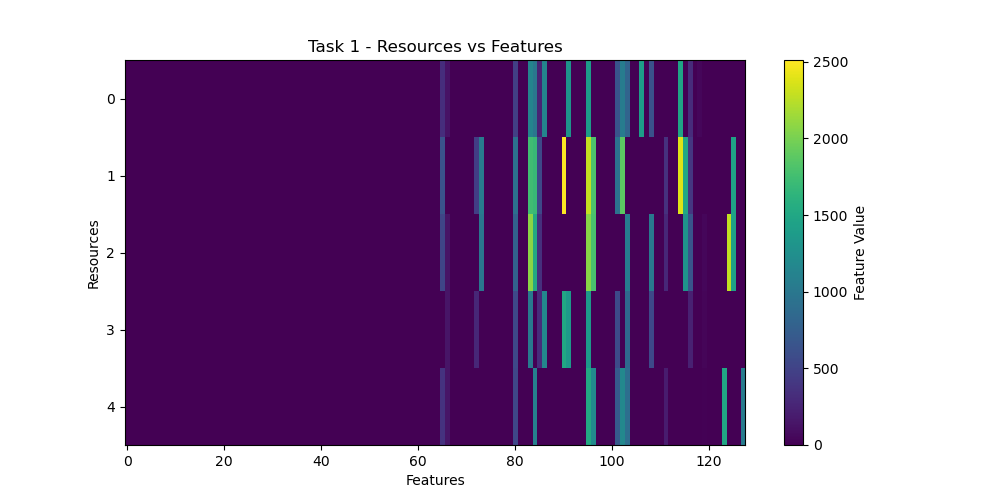 Task 1 - Resources vs Features
Resources
0
1
2
3
4
0 20 40 60 80 100 120
Features
2500
2000
1500
1000
500
0
Feature Value